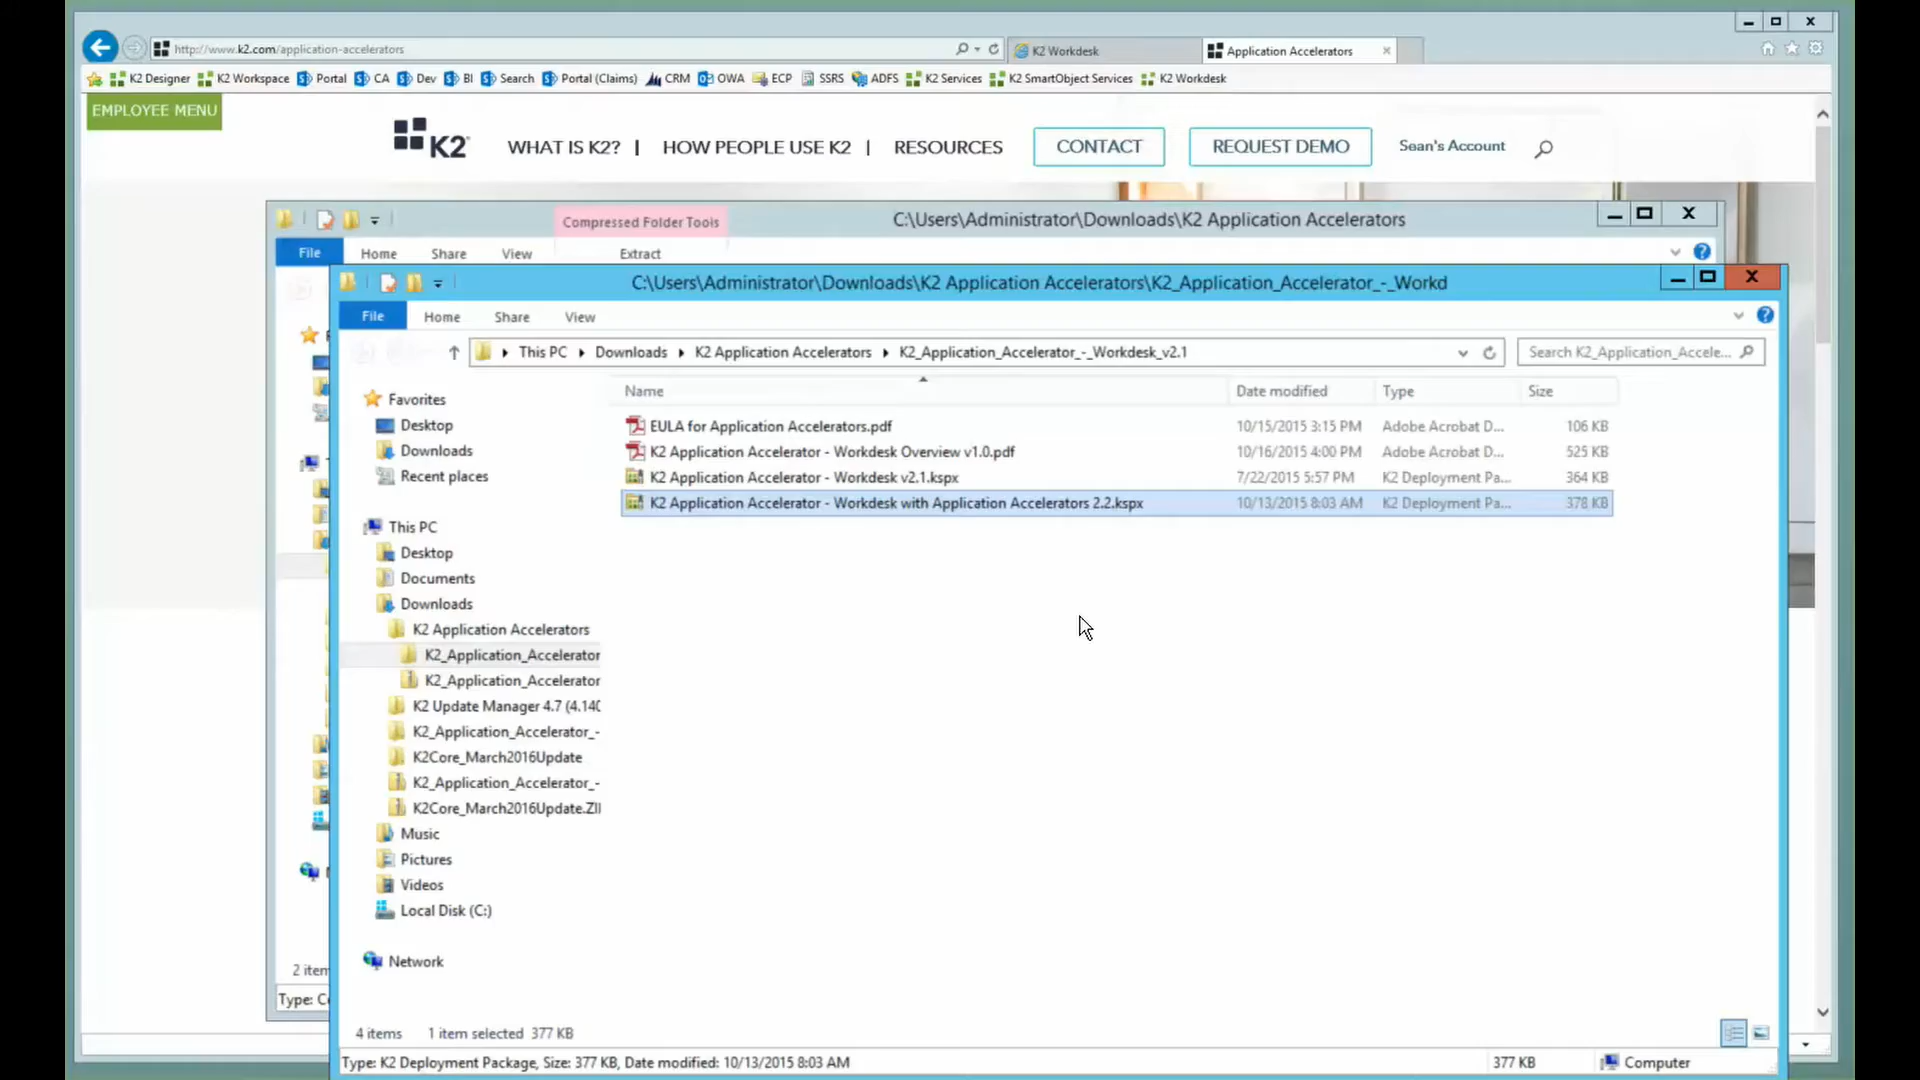 http://www.k2.com/application-accelerators
K2 Workdesk
Application Accelerators
K2 Designer K2 Workspace Portal CA Dev BI Search Portal (Claims) CRM OWA ECP SSRS ADFS K2 Services K2 SmartObject Services K2 Workdesk
EMPLOYEE MENU
K2
WHAT IS K2? | HOW PEOPLE USE K2 | RESOURCES
CONTACT
REQUEST DEMO
Sean's Account
Compressed Folder Tools
C:\Users\Administrator\Downloads\K2 Application Accelerators
File Home Share View Extract
C:\Users\Administrator\Downloads\K2 Application Accelerators\K2_Application_Accelerator_-_Workd
File Home Share View
This PC Downloads K2 Application Accelerators K2_Application_Accelerator_-_Workdesk_v2.1
Search K2_Application_Accele...
Name Date modified Type Size
EULA for Application Accelerators.pdf 10/15/2015 3:15 PM Adobe Acrobat D... 106 KB
K2 Application Accelerator - Workdesk Overview v1.0.pdf 10/16/2015 4:00 PM Adobe Acrobat D... 525 KB
K2 Application Accelerator - Workdesk v2.1.kspx 7/22/2015 5:57 PM K2 Deployment Pa... 364 KB
K2 Application Accelerator - Workdesk with Application Accelerators 2.2.kspx 10/13/2015 8:03 AM K2 Deployment Pa... 378 KB
Favorites
Desktop
Downloads
Recent places
This PC
Desktop
Documents
Downloads
K2 Application Accelerators
K2_Application_Accelerator
K2_Application_Accelerator
K2 Update Manager 4.7 (4.140
K2_Application_Accelerator_-
K2Core_March2016Update
K2_Application_Accelerator_-
K2Core_March2016Update.ZI
Music
Pictures
Videos
Local Disk (C:)
Network
2 item
Type: C
4 items 1 item selected 377 KB
Type: K2 Deployment Package, Size: 377 KB, Date modified: 10/13/2015 8:03 AM
377 KB
Computer